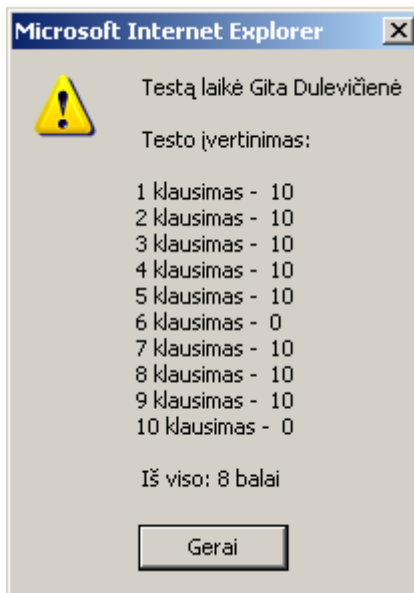 Microsoft Internet Explorer
Testą laikė Gita Dulevičienė
Testo įvertinimas:
1 klausimas - 10
2 klausimas - 10
3 klausimas - 10
4 klausimas - 10
5 klausimas - 10
6 klausimas - 0
7 klausimas - 10
8 klausimas - 10
9 klausimas - 10
10 klausimas - 0
Iš viso: 8 balai
Gerai